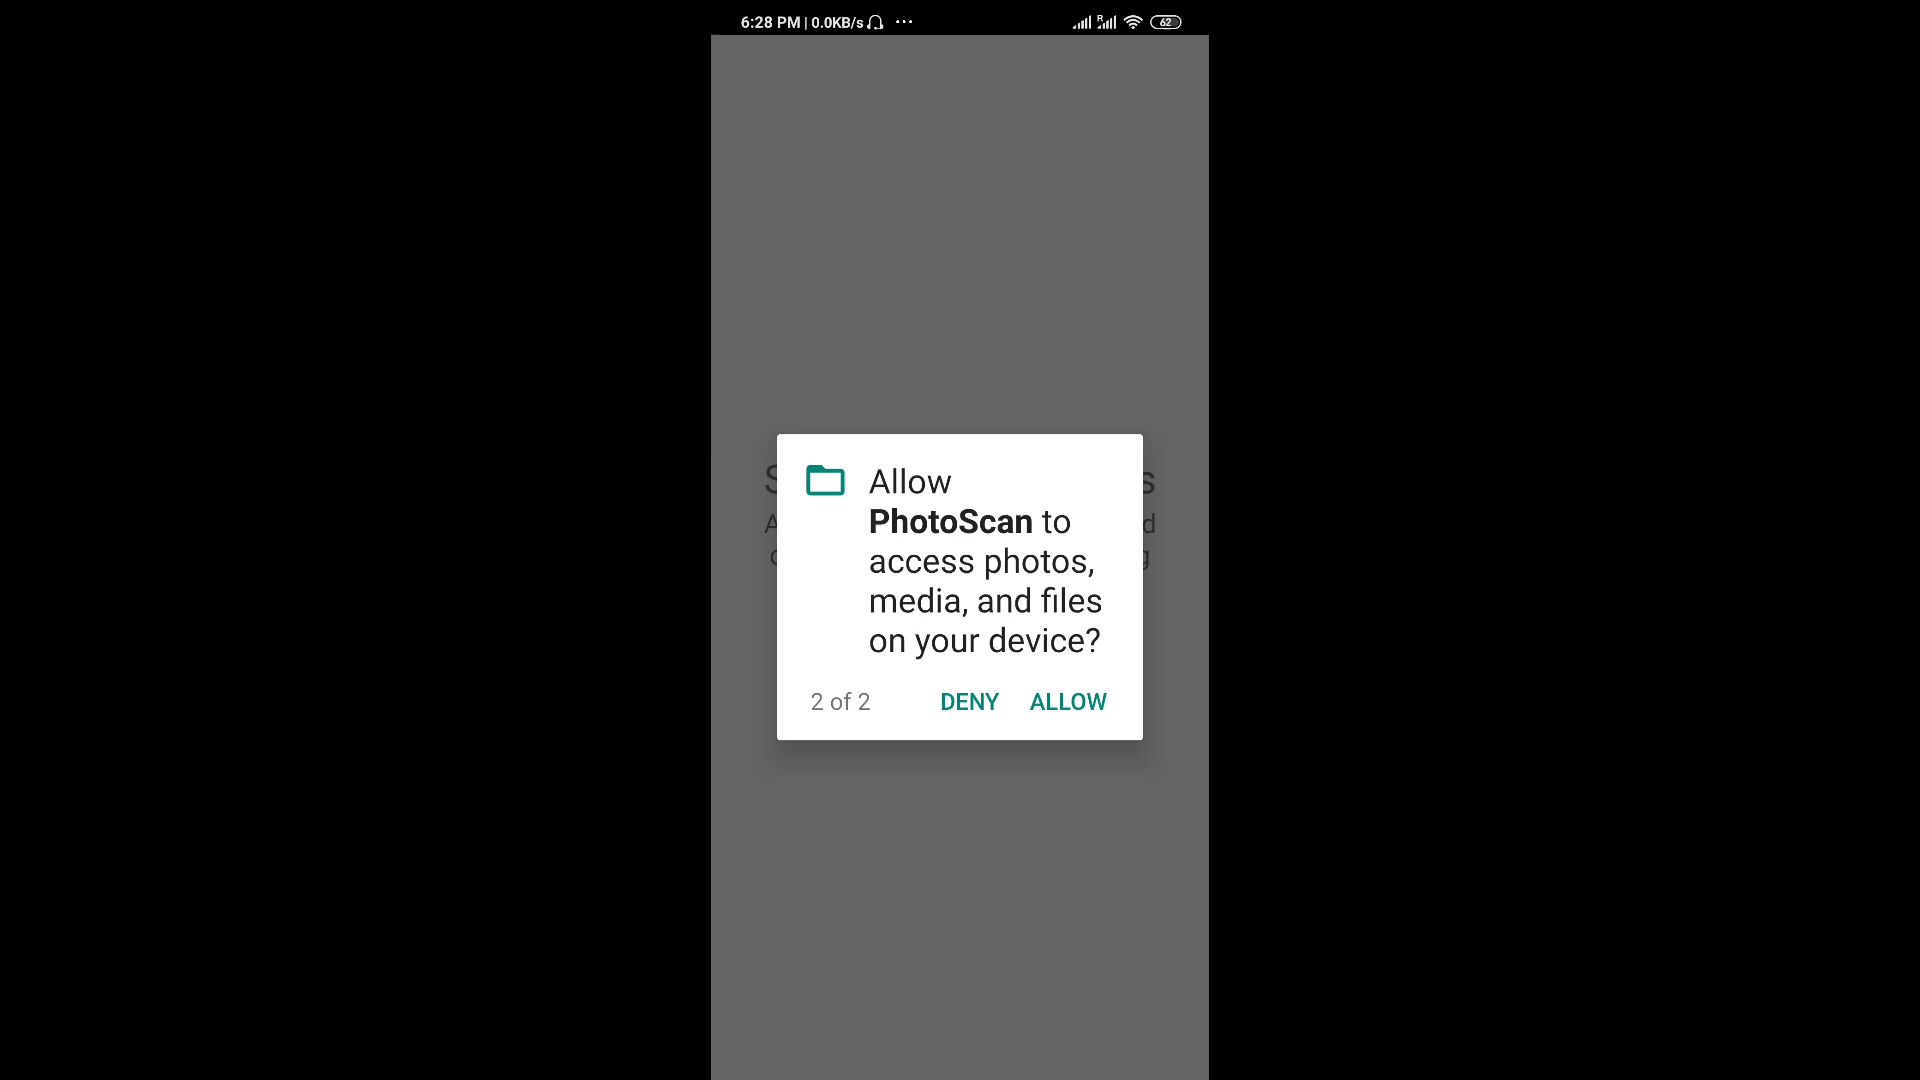 6:28 PM | 0.0KB/s ... R 62
Allow
PhotoScan to
access photos,
media, and files
on your device?
2 of 2 DENY ALLOW